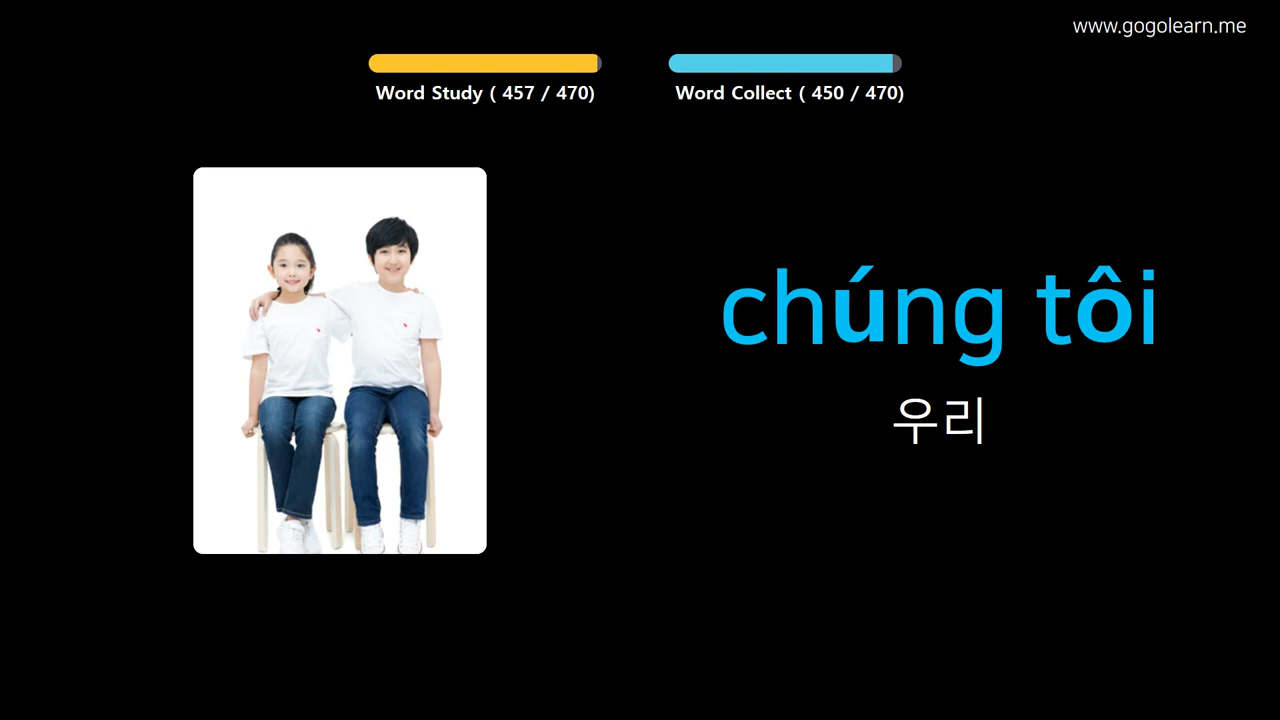 www.gogolearn.me
Word Study ( 457 / 470)
Word Collect ( 450 / 470)
chúng tôi
우리